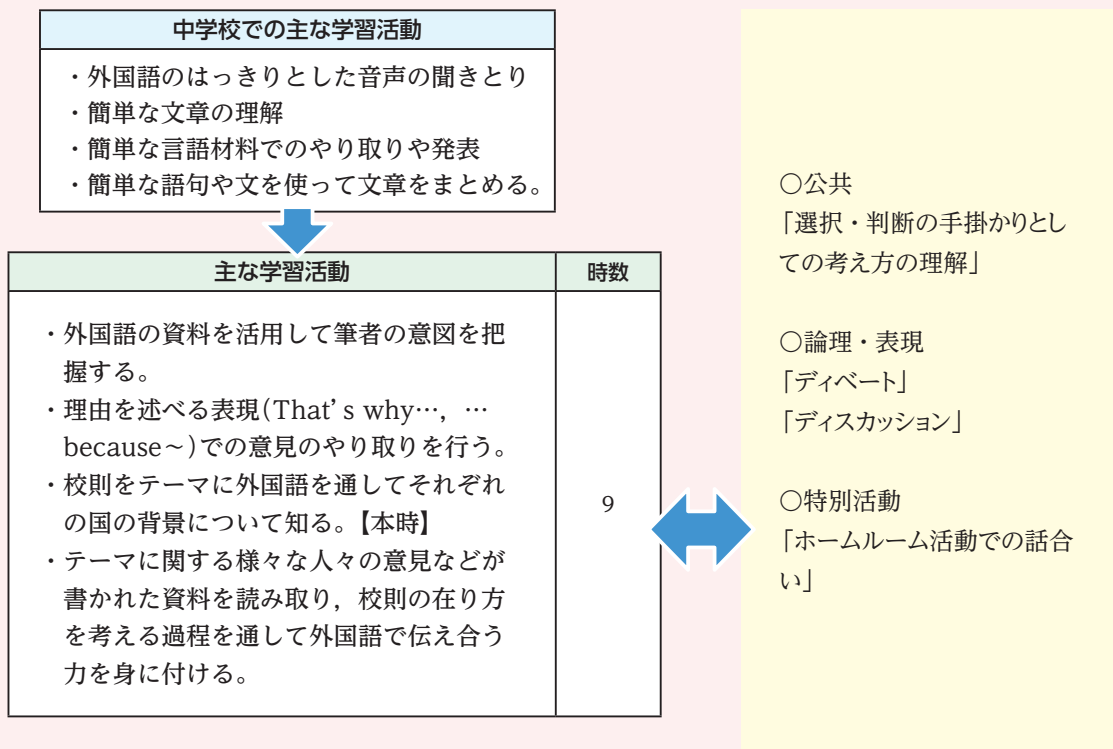 中学校での主な学習活動
・外国語のはっきりとした音声の聞きとり
・簡単な文章の理解
・簡単な言語材料でのやり取りや発表
・簡単な語句や文を使って文章をまとめる。
主な学習活動
時数
・外国語の資料を活用して筆者の意図を把
握する。
・理由を述べる表現(That’s why…, …
because～)での意見のやり取りを行う。
・校則をテーマに外国語を通してそれぞれ
の国の背景について知る。【本時】
・テーマに関する様々な人々の意見などが
書かれた資料を読み取り，校則の在り方
を考える過程を通して外国語で伝え合う
力を身に付ける。
9
○公共
「選択・判断の手掛かりとし
ての考え方の理解」
○論理・表現
「ディベート」
「ディスカッション」
○特別活動
「ホームルーム活動での話合
い」